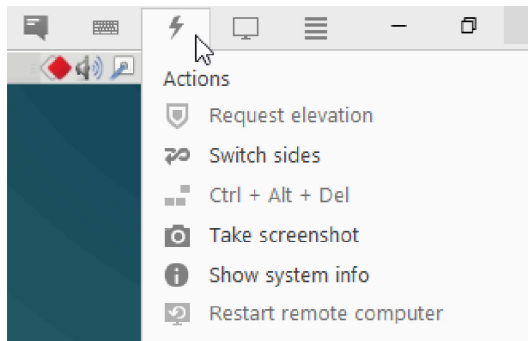 Actions
Request elevation
Switch sides
Ctrl + Alt + Del
Take screenshot
Show system info
Restart remote computer